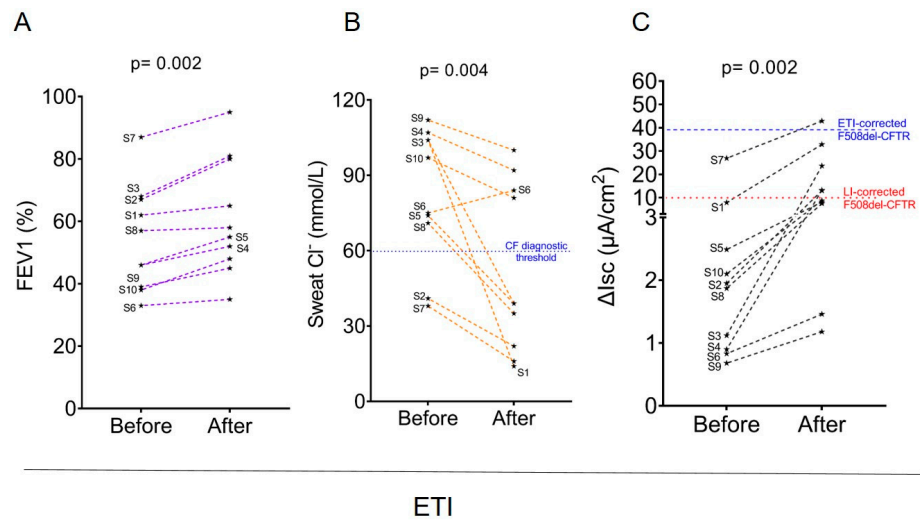 A
p= 0.002
FEV1 (%)
100
80
60
40
20
0
S7
S3
S2
S1
S8
S5
S4
S9
S10
S6
Before After
B
p= 0.004
Sweat Cl⁻ (mmol/L)
120
90
60
30
0
S9
S4
S3
S10
S6
S6
S5
S8
CF diagnostic
threshold
S2
S7
S1
Before After
C
p= 0.002
ΔIsc (µA/cm²)
60
50
40
30
20
10
3
2
1
0
ETI-corrected
F508del-CFTR
LI-corrected
F508del-CFTR
S7
S1
S5
S10
S2
S8
S3
S4
S6
S9
Before After
ETI